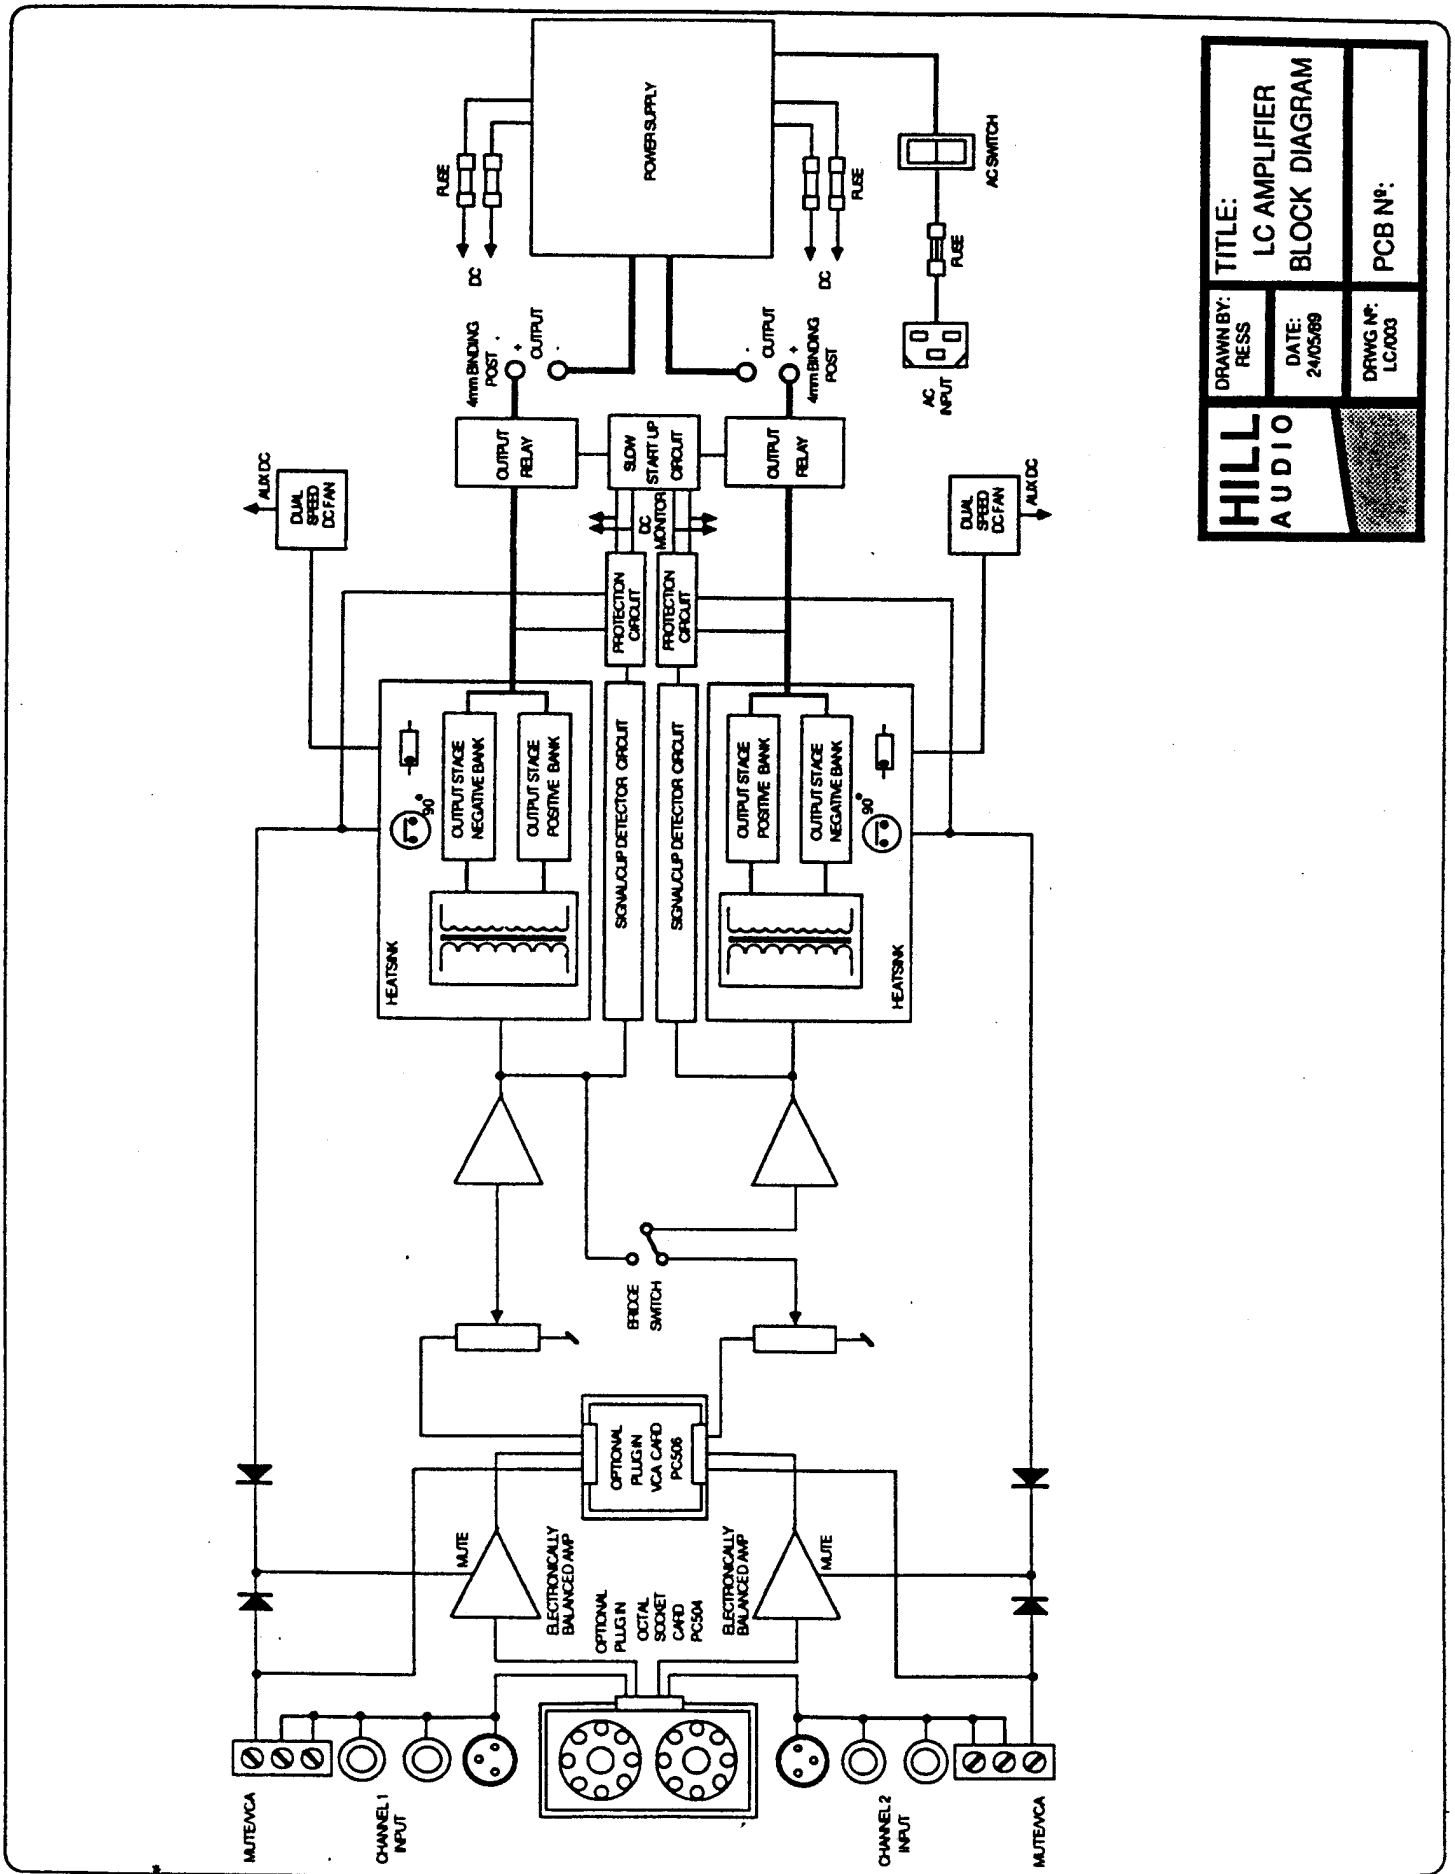 MUTE/VCA
CHANNEL 1
INPUT
CHANNEL 2
INPUT
MUTE/VCA
MUTE
ELECTRONICALLY
BALANCED AMP
OPTIONAL
PLUG IN
OCTAL
SOCKET
CARD
PC504
ELECTRONICALLY
BALANCED AMP
MUTE
OPTIONAL
PLUG IN
VCA CARD
PC506
BRIDGE
SWITCH
HEATSINK
90°
OUTPUT STAGE
NEGATIVE BANK
OUTPUT STAGE
POSITIVE BANK
SIGNAL/CLIP DETECTOR CIRCUIT
SIGNAL/CLIP DETECTOR CIRCUIT
OUTPUT STAGE
POSITIVE BANK
OUTPUT STAGE
NEGATIVE BANK
90°
HEATSINK
PROTECTION
CIRCUIT
PROTECTION
CIRCUIT
DC
MONITOR
DUAL
SPEED
DC FAN
AUX DC
DUAL
SPEED
DC FAN
AUX DC
OUTPUT
RELAY
SLOW
START UP
CIRCUIT
OUTPUT
RELAY
4mm BINDING
POST
+
OUTPUT
-
-
OUTPUT
+
4mm BINDING
POST
AC
INPUT
DC
FUSE
DC
FUSE
FUSE
AC SWITCH
POWER SUPPLY
HILL
AUDIO
DRAWN BY:
RESS
DATE:
24/05/89
DRWG Nº:
LC/003
TITLE:
LC AMPLIFIER
BLOCK DIAGRAM
PCB Nº: